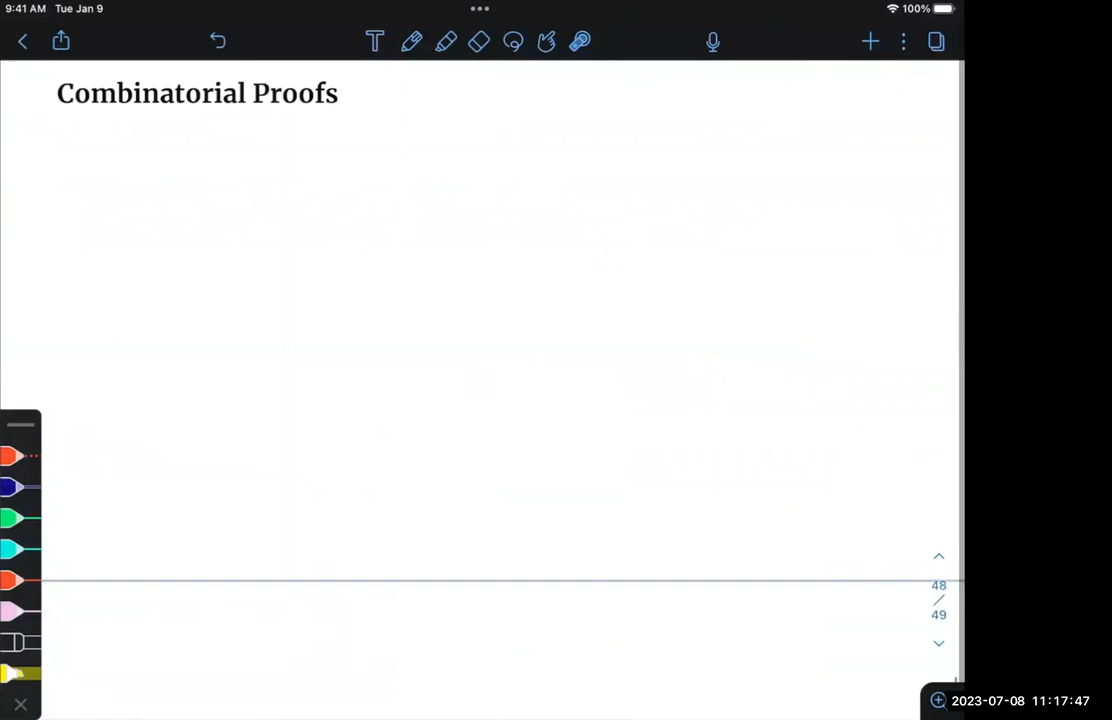 9:41 AM Tue Jan 9
100%
Combinatorial Proofs
48
49
2023-07-08 11:17:47